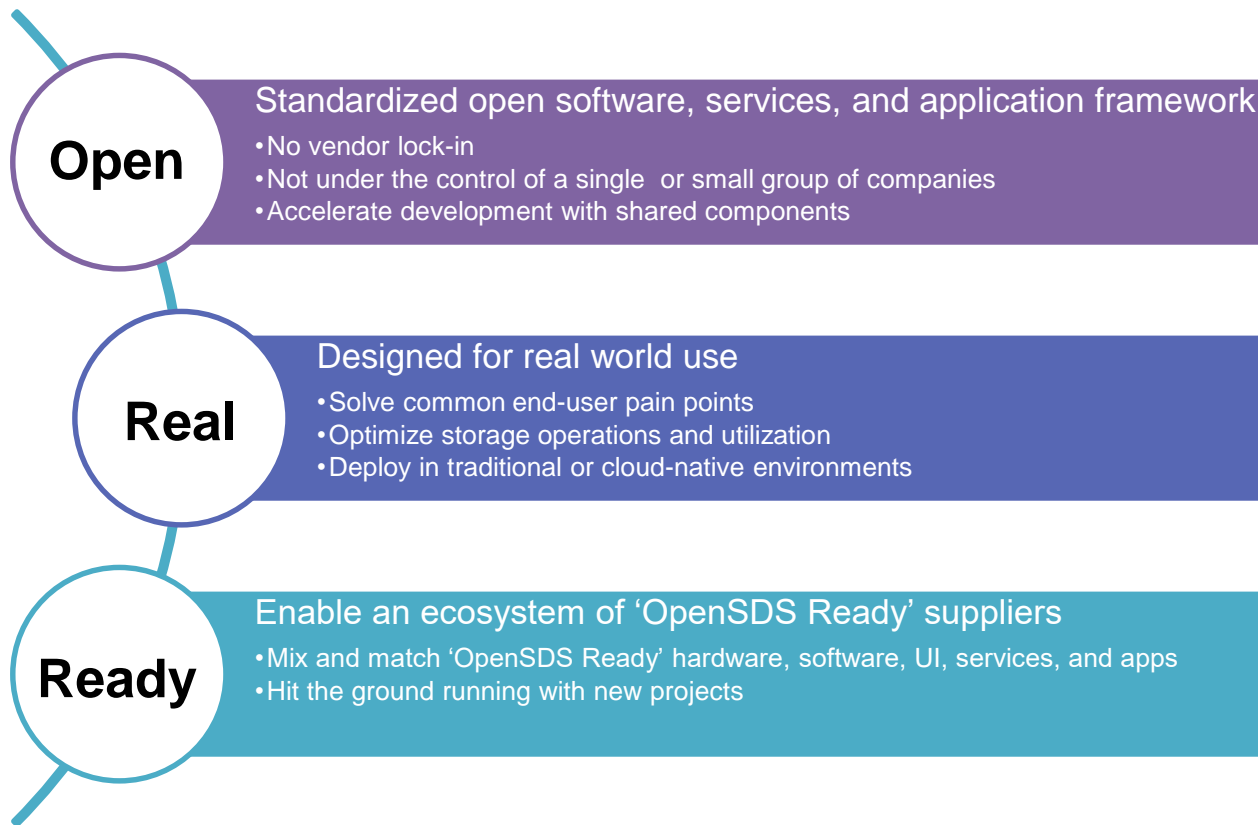 Open
Standardized open software, services, and application framework
•No vendor lock-in
•Not under the control of a single  or small group of companies
•Accelerate development with shared components
Real
Designed for real world use
•Solve common end-user pain points
•Optimize storage operations and utilization
•Deploy in traditional or cloud-native environments
Ready
Enable an ecosystem of ‘OpenSDS Ready’ suppliers
•Mix and match ‘OpenSDS Ready’ hardware, software, UI, services, and apps
•Hit the ground running with new projects